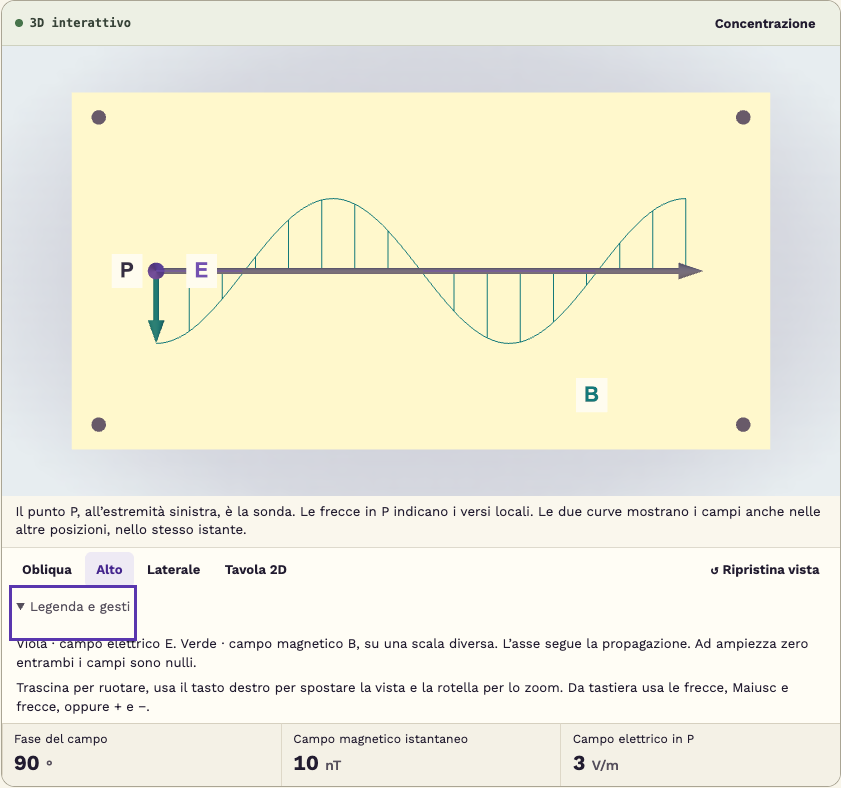 3D interattivo
Concentrazione
P
E
B
Il punto P, all’estremità sinistra, è la sonda. Le frecce in P indicano i versi locali. Le due curve mostrano i campi anche nelle
altre posizioni, nello stesso istante.
Obliqua
Alto
Laterale
Tavola 2D
↺ Ripristina vista
▼ Legenda e gesti
Viola · campo elettrico E. Verde · campo magnetico B, su una scala diversa. L’asse segue la propagazione. Ad ampiezza zero
entrambi i campi sono nulli.
Trascina per ruotare, usa il tasto destro per spostare la vista e la rotella per lo zoom. Da tastiera usa le frecce, Maiusc e
frecce, oppure + e −.
Fase del campo
90 °
Campo magnetico istantaneo
10 nT
Campo elettrico in P
3 V/m